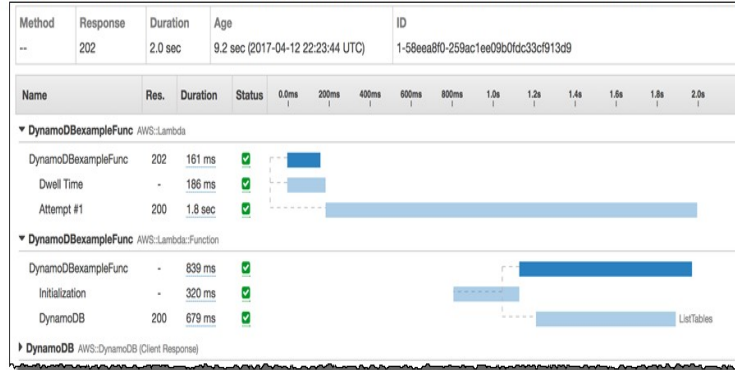 Method Response Duration Age ID
-- 202 2.0 sec 9.2 sec (2017-04-12 22:23:44 UTC) 1-58eea8f0-259ac1ee09b0fdc33cf913d9
Name Res. Duration Status 0.0ms 200ms 400ms 600ms 800ms 1.0s 1.2s 1.4s 1.6s 1.8s 2.0s
DynamoDBexampleFunc AWS::Lambda
DynamoDBexampleFunc 202 161 ms
Dwell Time - 186 ms
Attempt #1 200 1.8 sec
DynamoDBexampleFunc AWS::Lambda::Function
DynamoDBexampleFunc - 839 ms
Initialization - 320 ms
DynamoDB 200 679 ms ListTables
DynamoDB AWS::DynamoDB (Client Response)